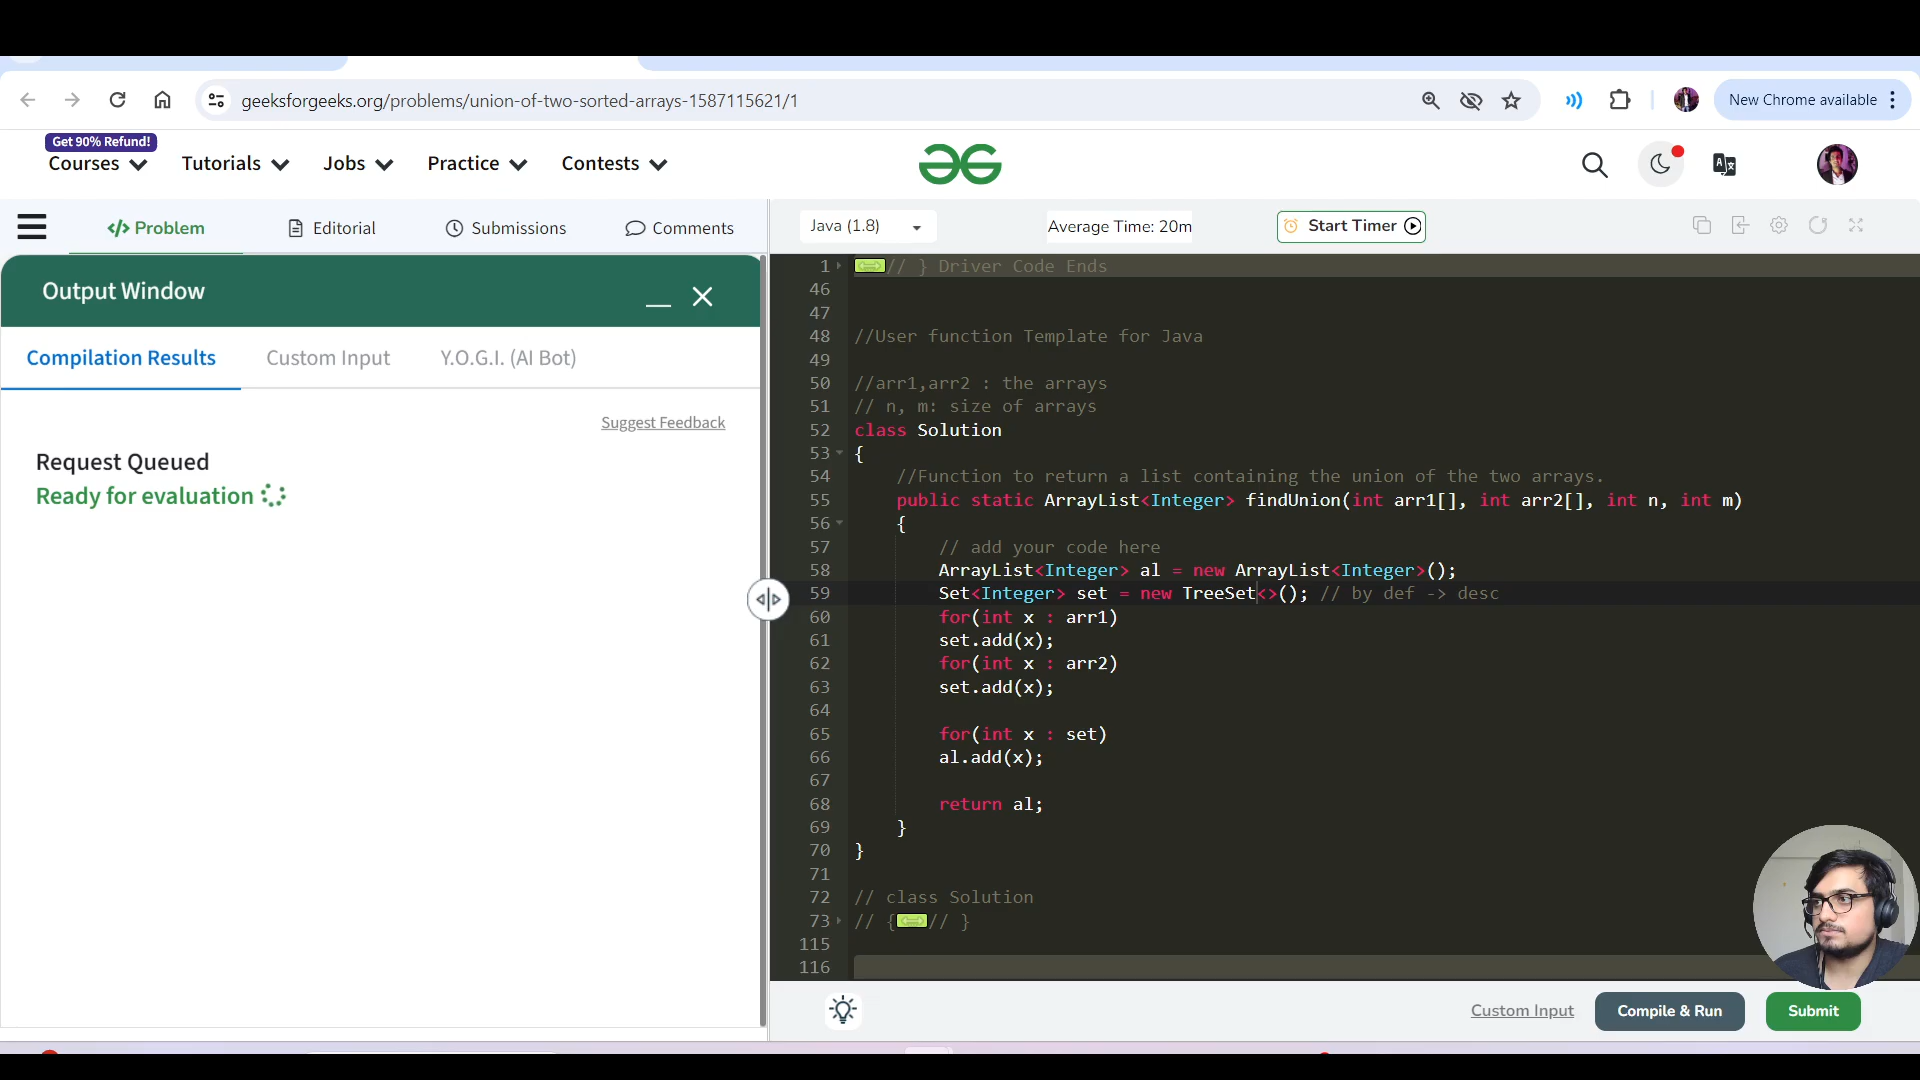 geeksforgeeks.org/problems/union-of-two-sorted-arrays-1587115621/1
New Chrome available
Get 90% Refund!
Courses Tutorials Jobs Practice Contests
Problem Editorial Submissions Comments
Java (1.8) Average Time: 20m Start Timer
Output Window
Compilation Results Custom Input Y.O.G.I. (AI Bot)
Suggest Feedback
Request Queued
Ready for evaluation
1 // } Driver Code Ends
46
47
48 //User function Template for Java
49
50 //arr1,arr2 : the arrays
51 // n, m: size of arrays
52 class Solution
53 {
54 //Function to return a list containing the union of the two arrays.
55 public static ArrayList<Integer> findUnion(int arr1[], int arr2[], int n, int m)
56 {
57 // add your code here
58 ArrayList<Integer> al = new ArrayList<Integer>();
59 Set<Integer> set = new TreeSet<>(); // by def -> desc
60 for(int x : arr1)
61 set.add(x);
62 for(int x : arr2)
63 set.add(x);
64
65 for(int x : set)
66 al.add(x);
67
68 return al;
69 }
70 }
71
72 // class Solution
73 // { // }
115
116
Custom Input Compile & Run Submit